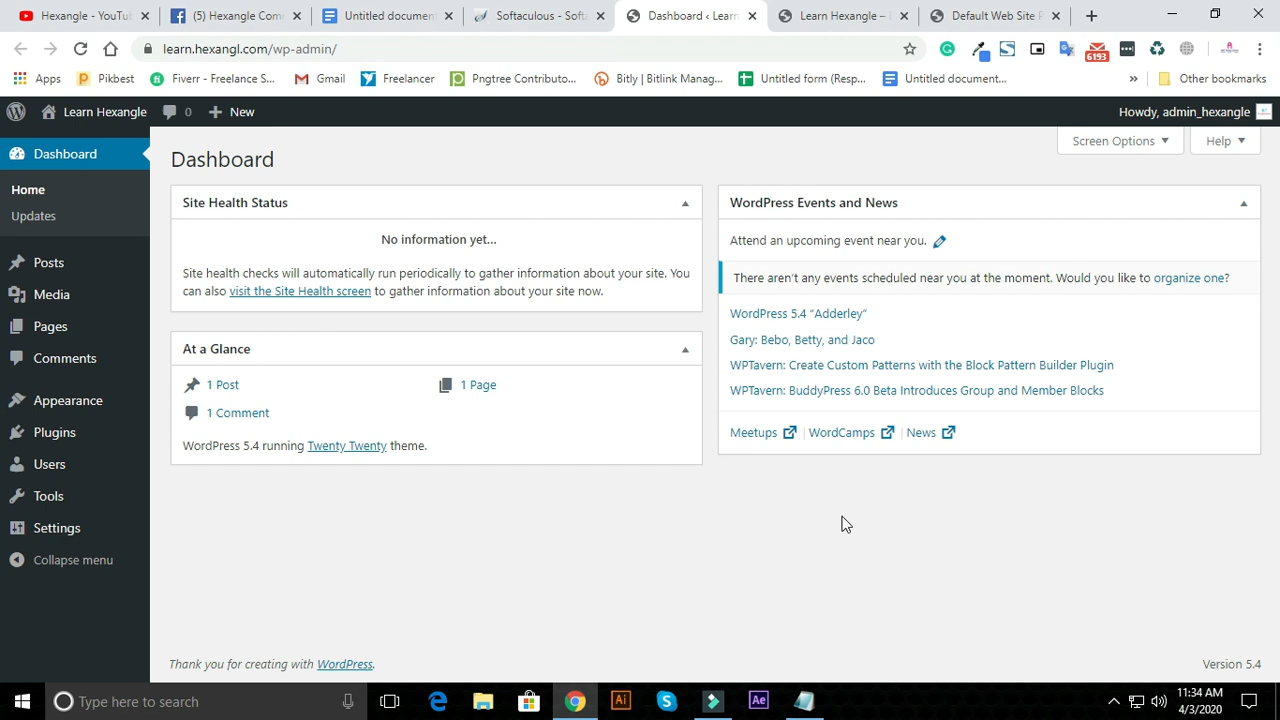 Hexangle - YouTu
(5) Hexangle Com
Untitled documen
Softaculous - Soft
Dashboard ‹ Learn
Learn Hexangle –
Default Web Site P
learn.hexangl.com/wp-admin/
6193
Apps
Pikbest
Fiverr - Freelance S...
Gmail
Freelancer
Pngtree Contributo...
Bitly | Bitlink Manag...
Untitled form (Resp...
Untitled document...
»
Other bookmarks
Learn Hexangle
0
New
Howdy, admin_hexangle
Dashboard
Home
Updates
Posts
Media
Pages
Comments
Appearance
Plugins
Users
Tools
Settings
Collapse menu
Screen Options
Help
Dashboard
Site Health Status
No information yet...
Site health checks will automatically run periodically to gather information about your site. You
can also visit the Site Health screen to gather information about your site now.
At a Glance
1 Post
1 Page
1 Comment
WordPress 5.4 running Twenty Twenty theme.
WordPress Events and News
Attend an upcoming event near you.
There aren’t any events scheduled near you at the moment. Would you like to organize one?
WordPress 5.4 “Adderley”
Gary: Bebo, Betty, and Jaco
WPTavern: Create Custom Patterns with the Block Pattern Builder Plugin
WPTavern: BuddyPress 6.0 Beta Introduces Group and Member Blocks
Meetups | WordCamps | News
Thank you for creating with WordPress.
Version 5.4
Type here to search
Ai
Ae
11:34 AM
4/3/2020